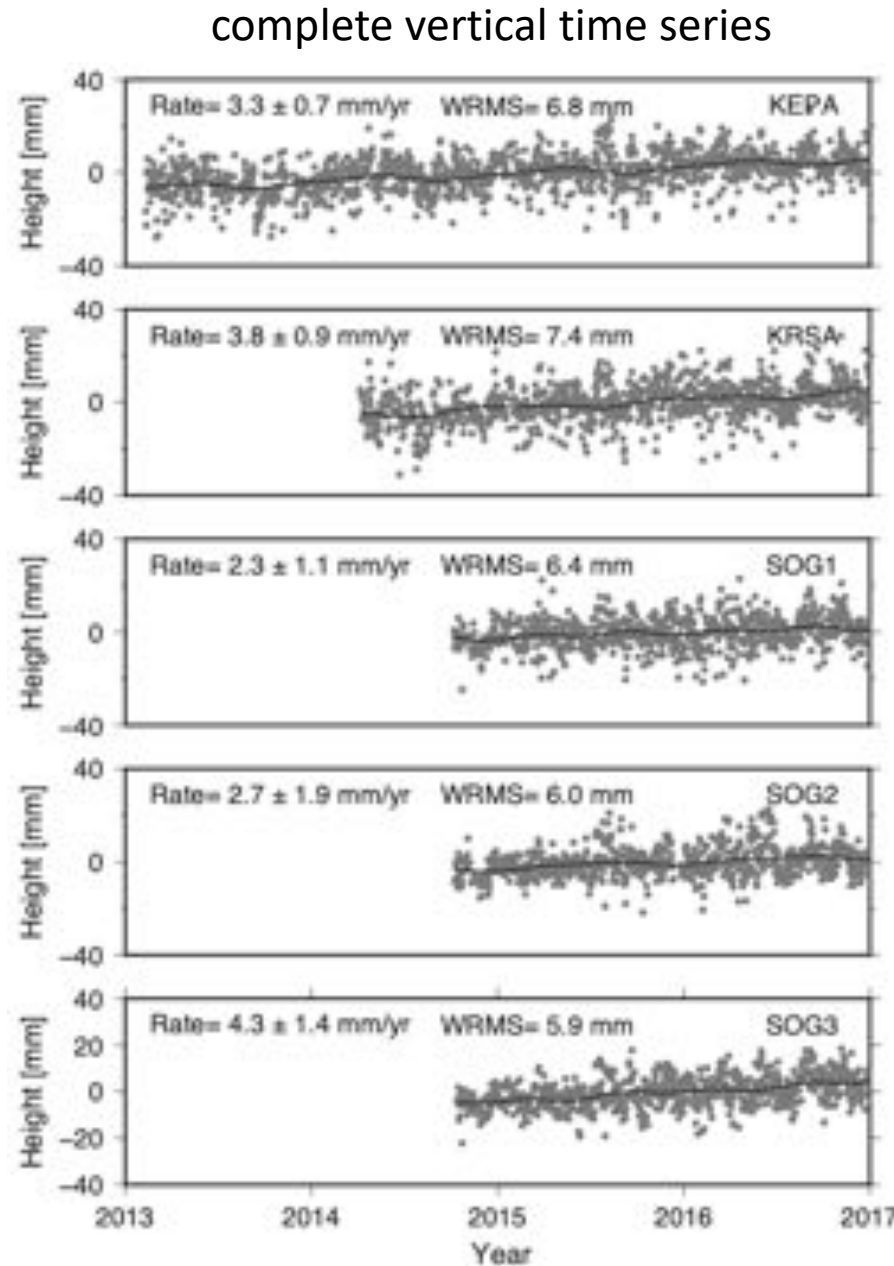 complete vertical time series
40
Rate= 3.3 ± 0.7 mm/yr WRMS= 6.8 mm KEPA
Height [mm]
0
−40
40
Rate= 3.8 ± 0.9 mm/yr WRMS= 7.4 mm KRSA
Height [mm]
0
−40
40
Rate= 2.3 ± 1.1 mm/yr WRMS= 6.4 mm SOG1
Height [mm]
0
−40
40
Rate= 2.7 ± 1.9 mm/yr WRMS= 6.0 mm SOG2
Height [mm]
0
−40
40
Rate= 4.3 ± 1.4 mm/yr WRMS= 5.9 mm SOG3
20
Height [mm]
0
−20
−40
2013 2014 2015 2016 2017
Year